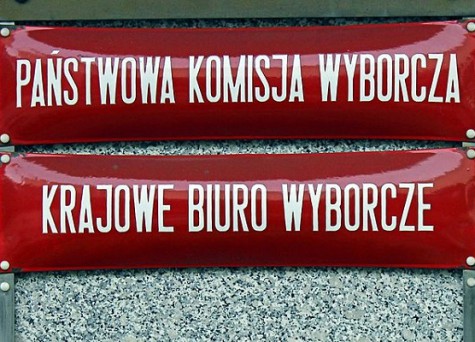 PAŃSTWOWA KOMISJA WYBORCZA
KRAJOWE BIURO WYBORCZE